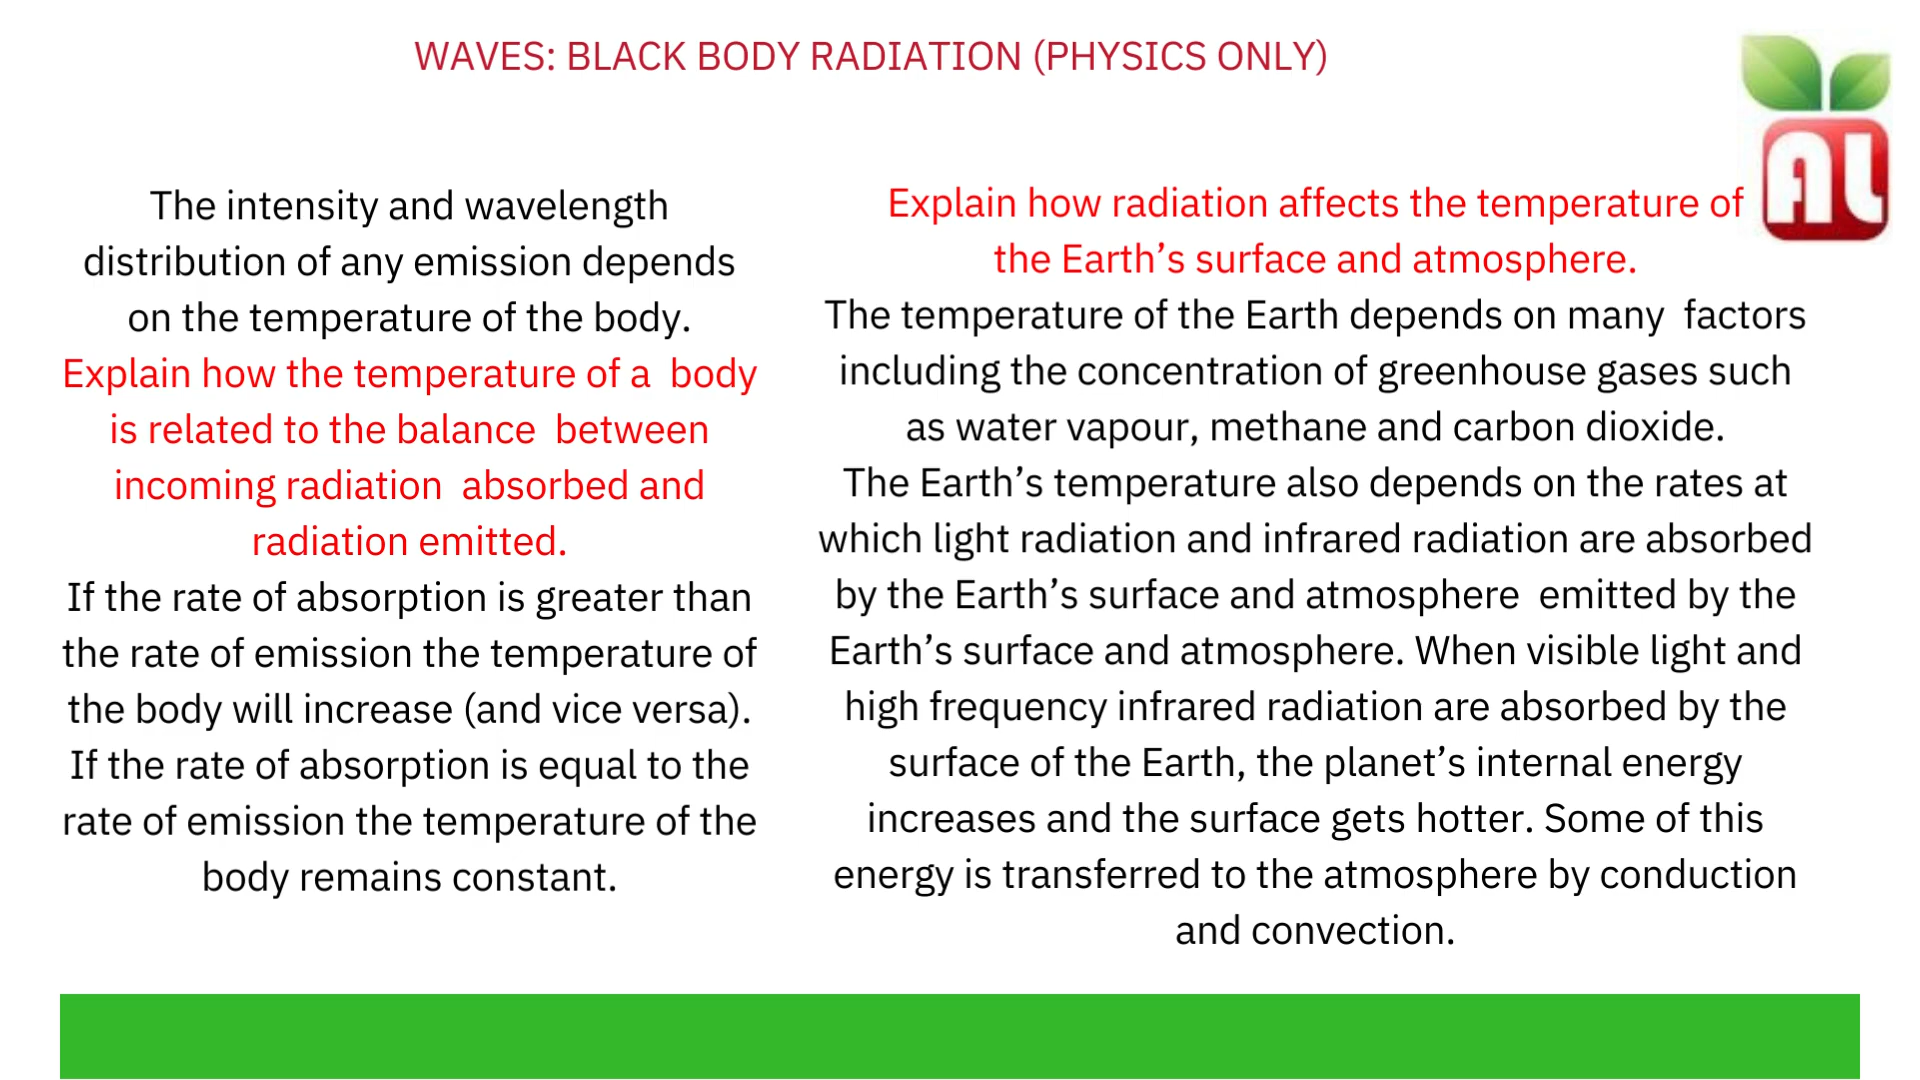 WAVES: BLACK BODY RADIATION (PHYSICS ONLY)
AL
The intensity and wavelength
distribution of any emission depends
on the temperature of the body.
Explain how the temperature of a  body
is related to the balance  between
incoming radiation  absorbed and
radiation emitted.
If the rate of absorption is greater than
the rate of emission the temperature of
the body will increase (and vice versa).
If the rate of absorption is equal to the
rate of emission the temperature of the
body remains constant.
Explain how radiation affects the temperature of
the Earth’s surface and atmosphere.
The temperature of the Earth depends on many  factors
including the concentration of greenhouse gases such
as water vapour, methane and carbon dioxide.
The Earth’s temperature also depends on the rates at
which light radiation and infrared radiation are absorbed
by the Earth’s surface and atmosphere  emitted by the
Earth’s surface and atmosphere. When visible light and
high frequency infrared radiation are absorbed by the
surface of the Earth, the planet’s internal energy
increases and the surface gets hotter. Some of this
energy is transferred to the atmosphere by conduction
and convection.